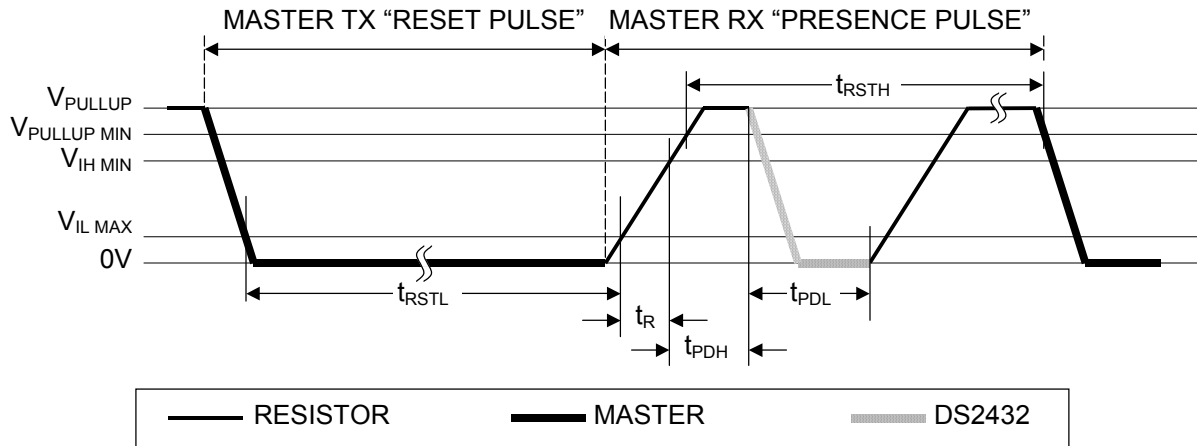 MASTER TX “RESET PULSE” MASTER RX “PRESENCE PULSE”
tRSTH
VPULLUP
VPULLUP MIN
VIH MIN
VIL MAX
0V
tRSTL
tPDL
tR
tPDH
RESISTOR MASTER DS2432